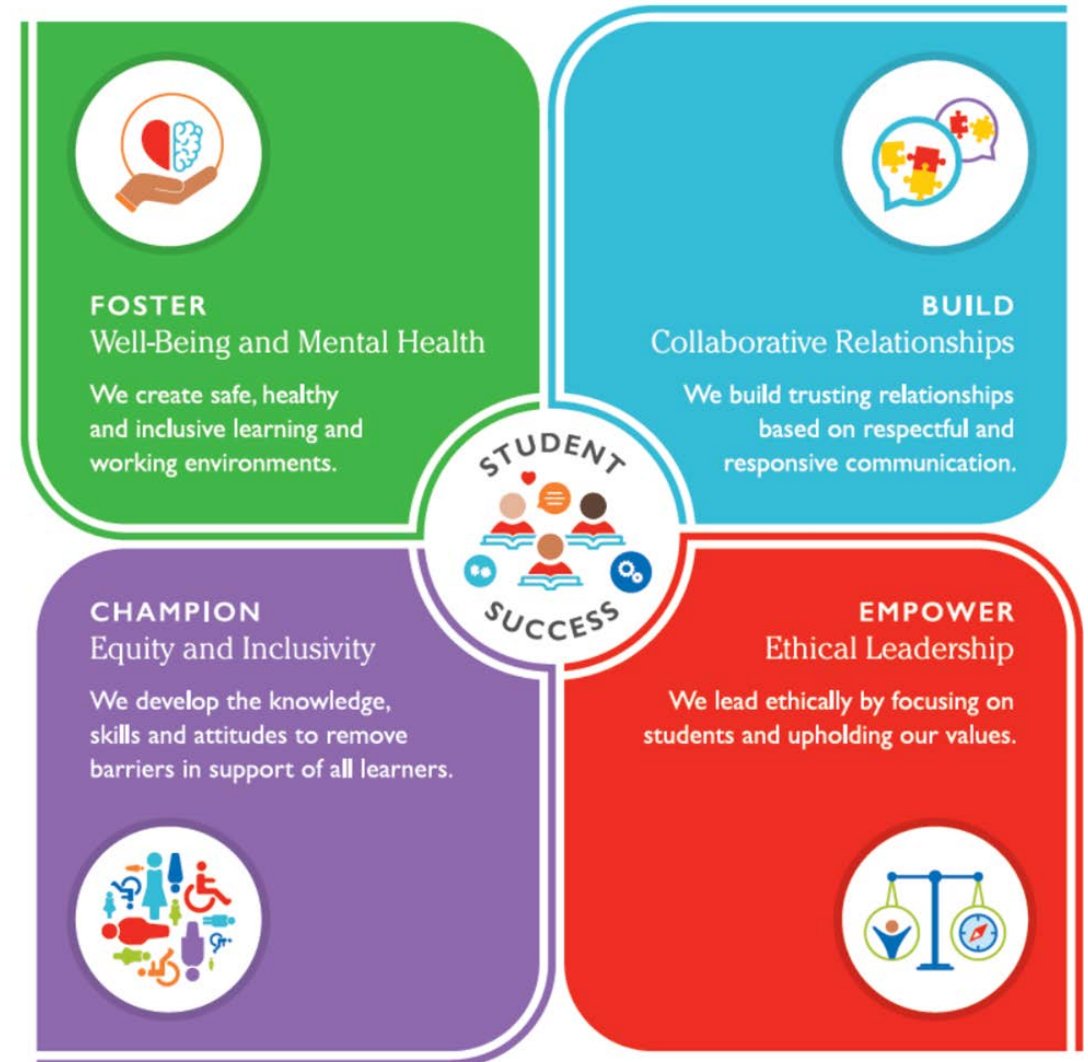 FOSTER
Well-Being and Mental Health
We create safe, healthy
and inclusive learning and
working environments.
BUILD
Collaborative Relationships
We build trusting relationships
based on respectful and
responsive communication.
STUDENT
SUCCESS
CHAMPION
Equity and Inclusivity
We develop the knowledge,
skills and attitudes to remove
barriers in support of all learners.
EMPOWER
Ethical Leadership
We lead ethically by focusing on
students and upholding our values.